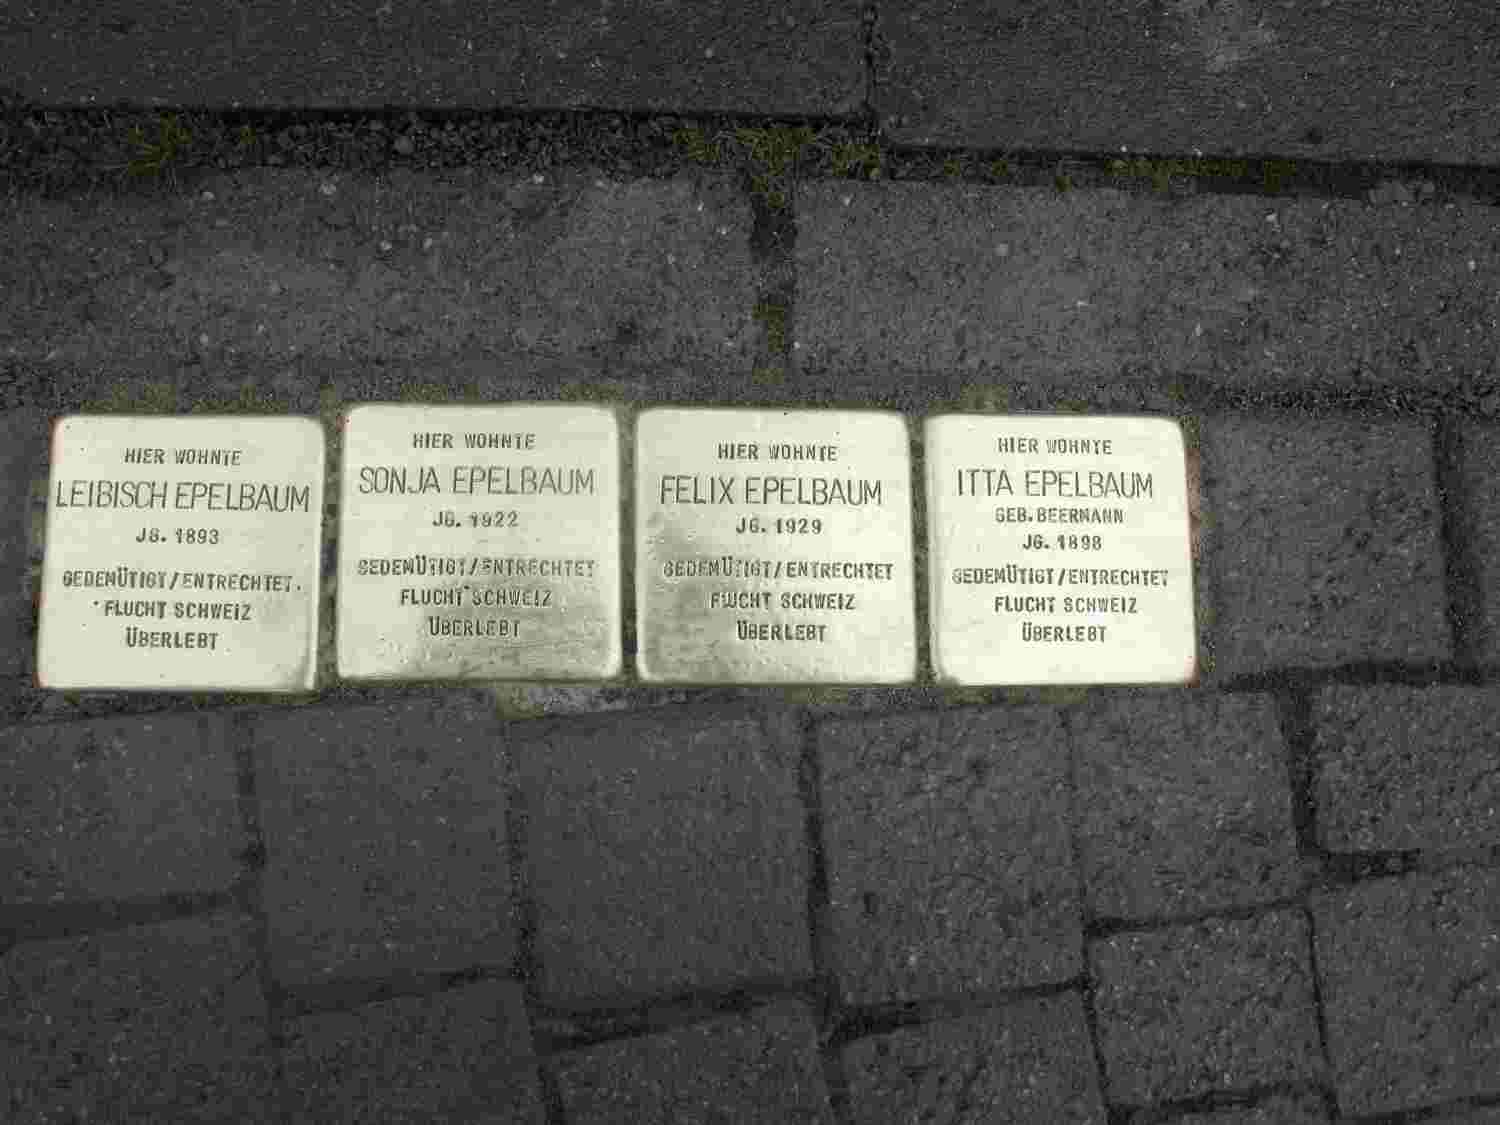 HIER WOHNTE
LEIBISCH EPELBAUM
JG. 1893
GEDEMÜTIGT/ENTRECHTET.
FLUCHT SCHWEIZ
ÜBERLEBT
HIER WOHNTE
SONJA EPELBAUM
JG. 1922
GEDEMÜTIGT/ENTRECHTET
FLUCHT SCHWEIZ
ÜBERLEBT
HIER WOHNTE
FELIX EPELBAUM
JG. 1929
GEDEMÜTIGT/ENTRECHTET
FLUCHT SCHWEIZ
ÜBERLEBT
HIER WOHNTE
ITTA EPELBAUM
GEB. BEERMANN
JG. 1898
GEDEMÜTIGT/ENTRECHTET
FLUCHT SCHWEIZ
ÜBERLEBT